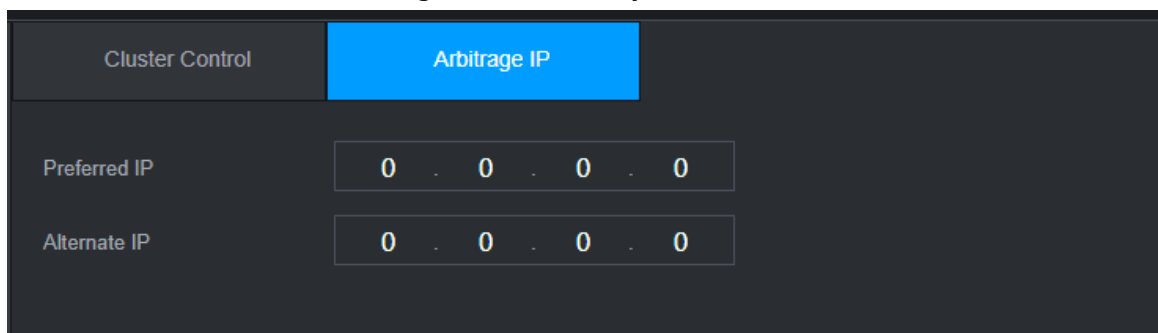 Cluster Control Arbitrage IP
Preferred IP 0 . 0 . 0 . 0
Alternate IP 0 . 0 . 0 . 0